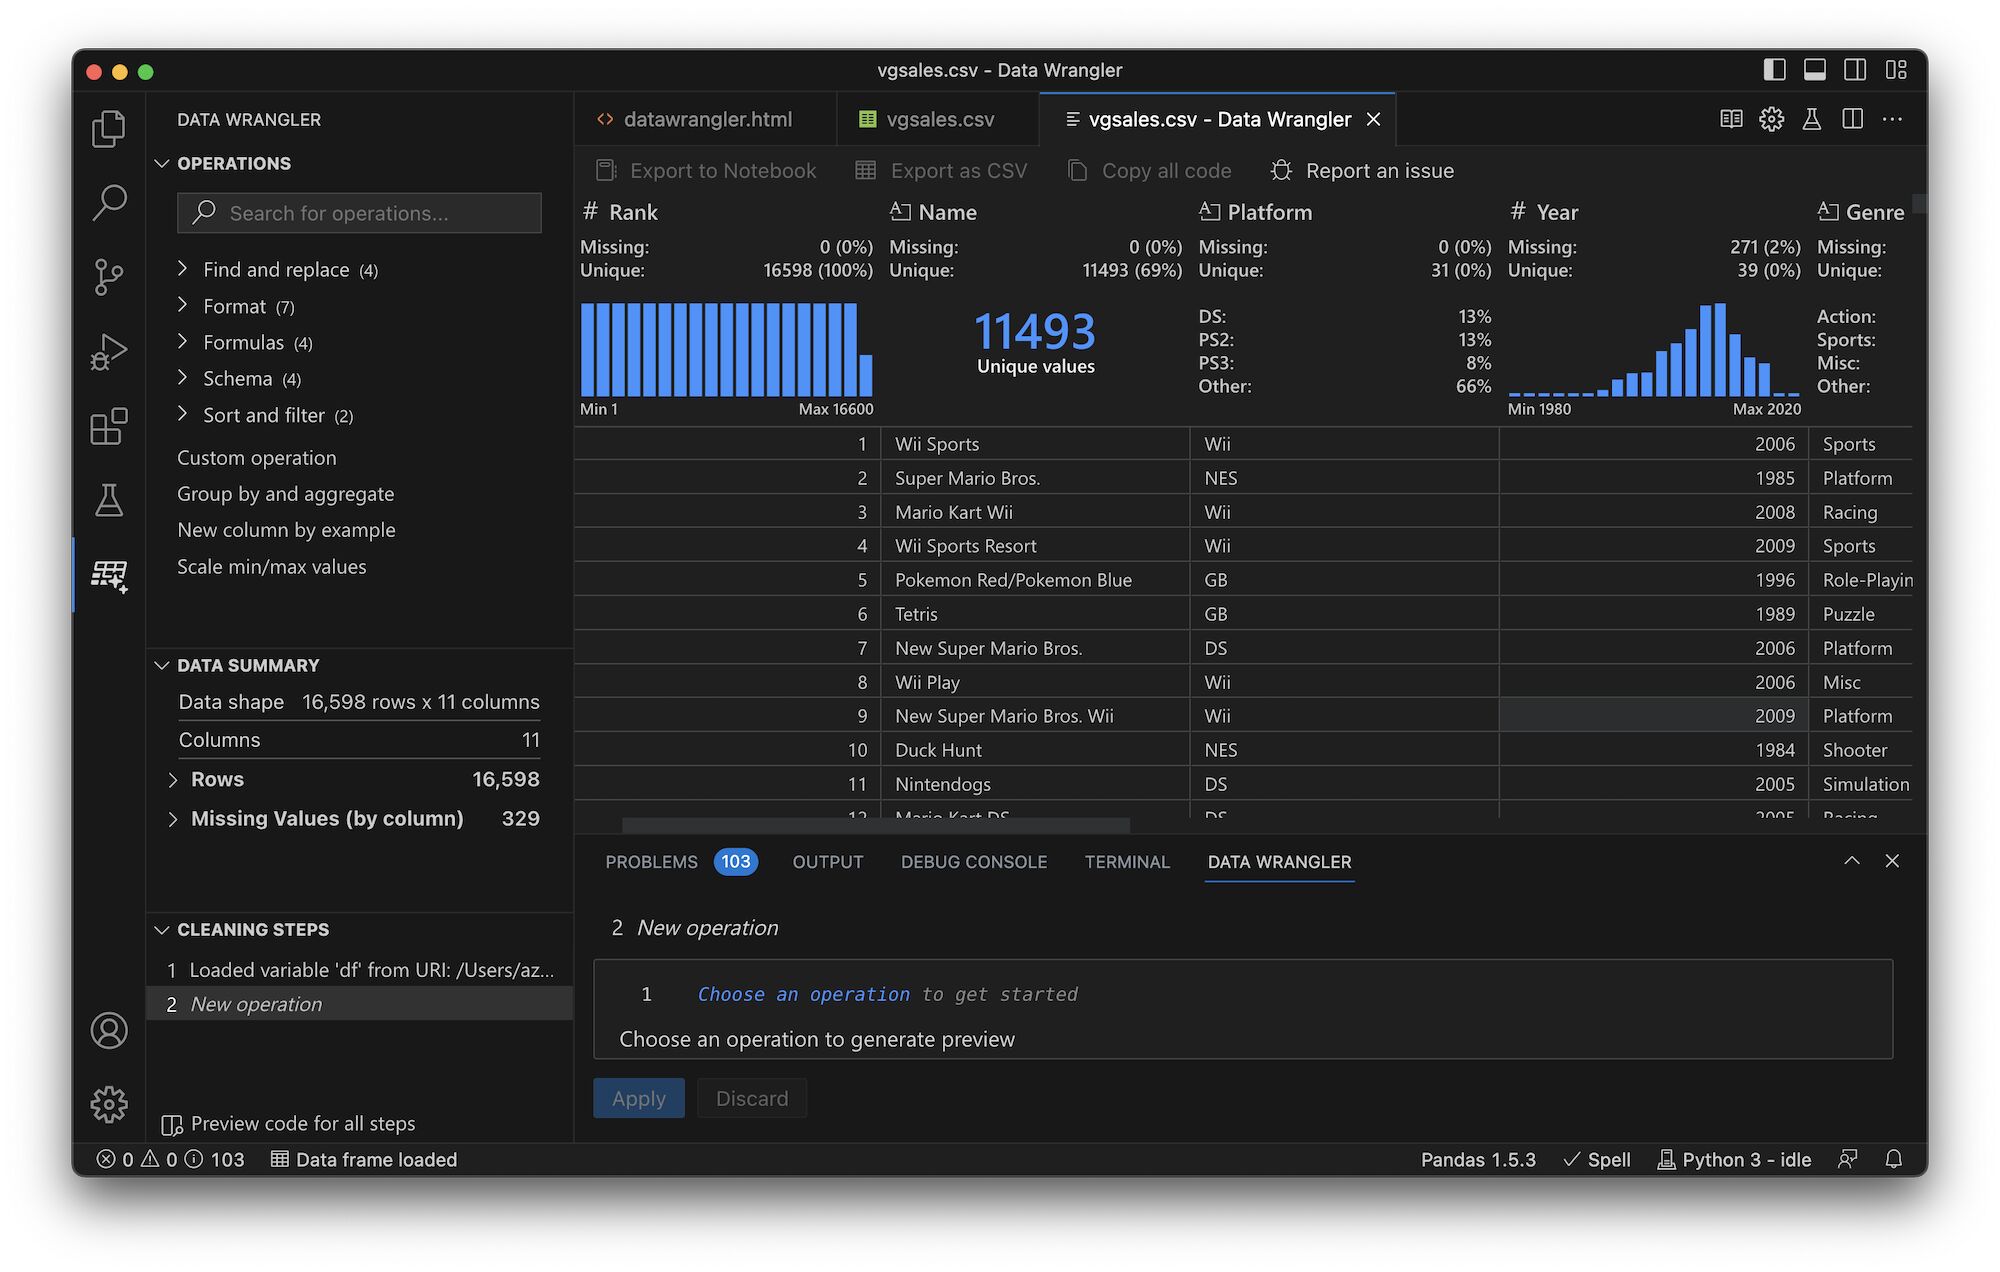 vgsales.csv - Data Wrangler
DATA WRANGLER
OPERATIONS
Search for operations...
Find and replace (4)
Format (7)
Formulas (4)
Schema (4)
Sort and filter (2)
Custom operation
Group by and aggregate
New column by example
Scale min/max values
DATA SUMMARY
Data shape 16,598 rows x 11 columns
Columns 11
Rows 16,598
Missing Values (by column) 329
CLEANING STEPS
1 Loaded variable 'df' from URI: /Users/az...
2 New operation
Preview code for all steps
datawrangler.html vgsales.csv vgsales.csv - Data Wrangler
Export to Notebook Export as CSV Copy all code Report an issue
# Rank Name Platform # Year Genre
Missing: 0 (0%) Missing: 0 (0%) Missing: 0 (0%) Missing: 271 (2%) Missing:
Unique: 16598 (100%) Unique: 11493 (69%) Unique: 31 (0%) Unique: 39 (0%) Unique:
11493
Unique values
DS: 13%
PS2: 13%
PS3: 8%
Other: 66%
Action:
Sports:
Misc:
Other:
Min 1 Max 16600 Min 1980 Max 2020
1 Wii Sports Wii 2006 Sports
2 Super Mario Bros. NES 1985 Platform
3 Mario Kart Wii Wii 2008 Racing
4 Wii Sports Resort Wii 2009 Sports
5 Pokemon Red/Pokemon Blue GB 1996 Role-Playin
6 Tetris GB 1989 Puzzle
7 New Super Mario Bros. DS 2006 Platform
8 Wii Play Wii 2006 Misc
9 New Super Mario Bros. Wii Wii 2009 Platform
10 Duck Hunt NES 1984 Shooter
11 Nintendogs DS 2005 Simulation
12 Mario Kart DS DS 2005 Racing
PROBLEMS 103 OUTPUT DEBUG CONSOLE TERMINAL DATA WRANGLER
2 New operation
1 Choose an operation to get started
Choose an operation to generate preview
Apply Discard
0 0 103 Data frame loaded Pandas 1.5.3 Spell Python 3 - idle